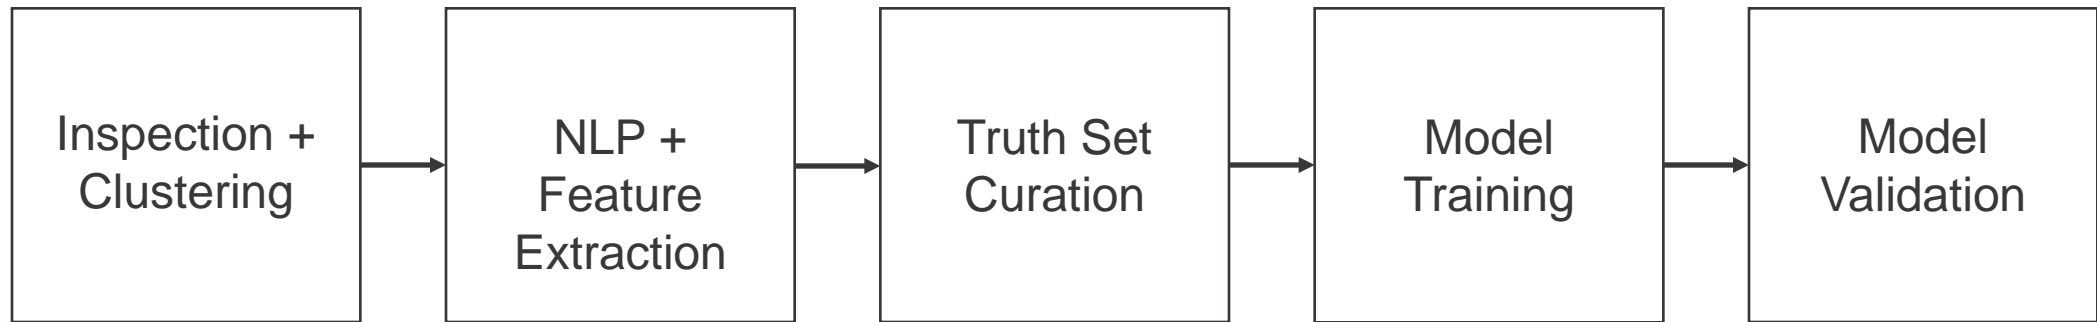 Inspection +
Clustering
NLP +
Feature
Extraction
Truth Set
Curation
Model
Training
Model
Validation